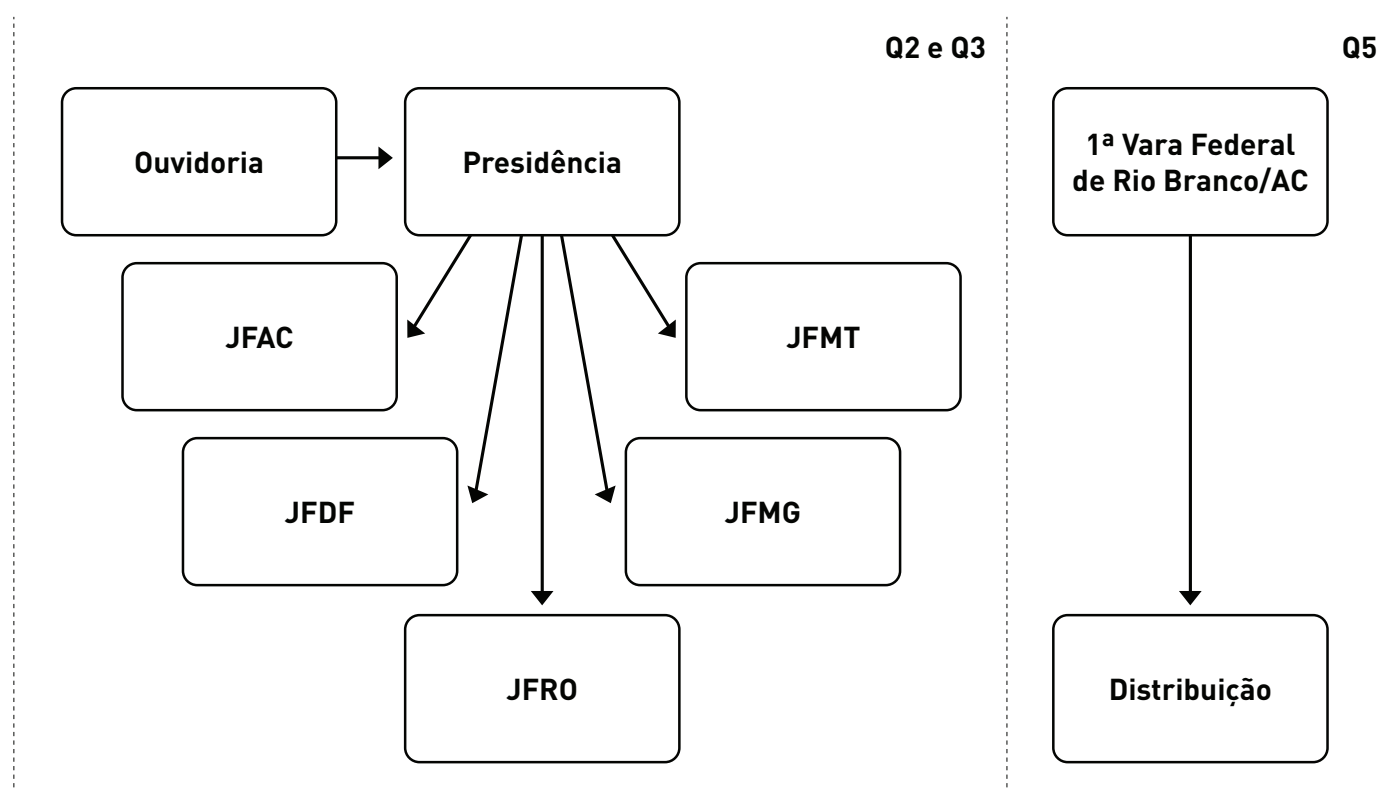 Q2 e Q3
Ouvidoria
Presidência
JFAC
JFMT
JFDF
JFMG
JFRO
Q5
1ª Vara Federal
de Rio Branco/AC
Distribuição